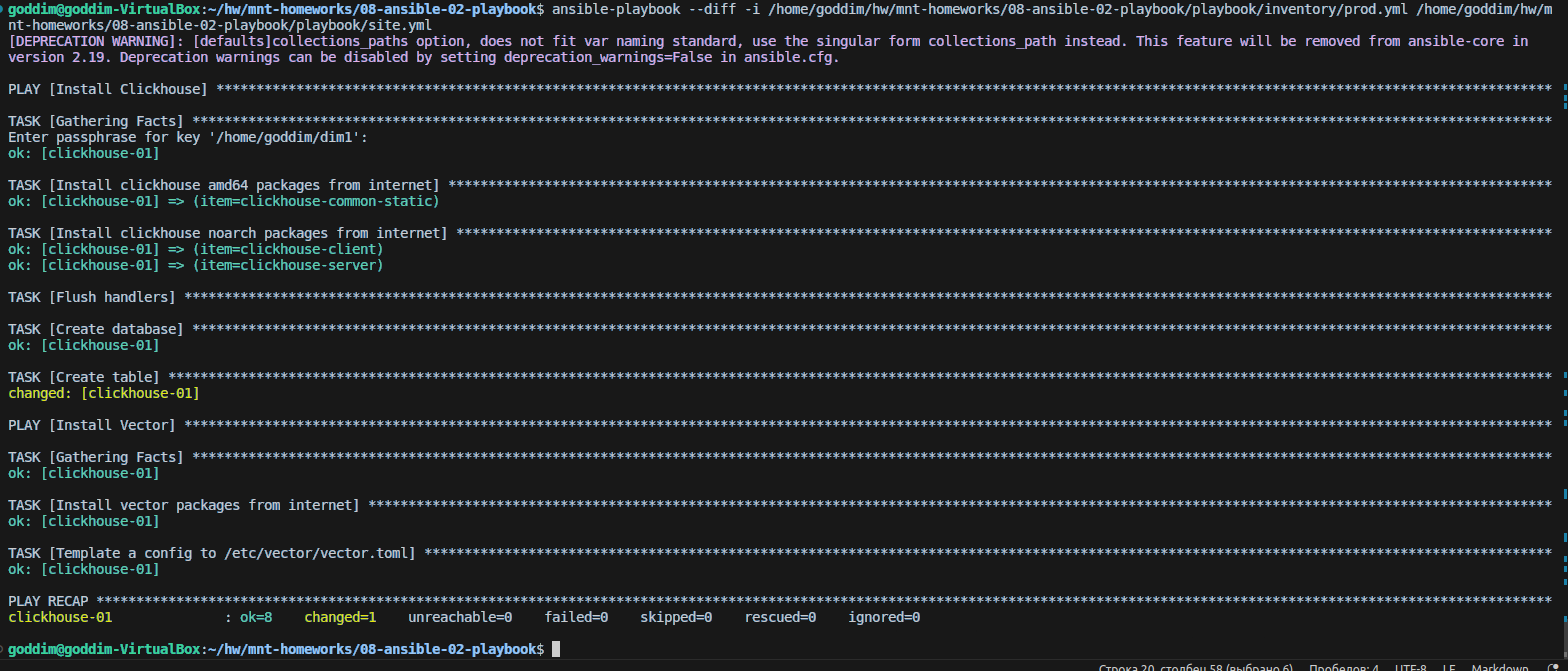 goddim@goddim-VirtualBox:~/hw/mnt-homeworks/08-ansible-02-playbook$ ansible-playbook --diff -i /home/goddim/hw/mnt-homeworks/08-ansible-02-playbook/playbook/inventory/prod.yml /home/goddim/hw/m
nt-homeworks/08-ansible-02-playbook/playbook/site.yml
[DEPRECATION WARNING]: [defaults]collections_paths option, does not fit var naming standard, use the singular form collections_path instead. This feature will be removed from ansible-core in
version 2.19. Deprecation warnings can be disabled by setting deprecation_warnings=False in ansible.cfg.
PLAY [Install Clickhouse] ***********************************************************************************************************************************************************************
TASK [Gathering Facts] **************************************************************************************************************************************************************************
Enter passphrase for key '/home/goddim/dim1':
ok: [clickhouse-01]
TASK [Install clickhouse amd64 packages from internet] ******************************************************************************************************************************************
ok: [clickhouse-01] => (item=clickhouse-common-static)
TASK [Install clickhouse noarch packages from internet] *****************************************************************************************************************************************
ok: [clickhouse-01] => (item=clickhouse-client)
ok: [clickhouse-01] => (item=clickhouse-server)
TASK [Flush handlers] ***************************************************************************************************************************************************************************
TASK [Create database] **************************************************************************************************************************************************************************
ok: [clickhouse-01]
TASK [Create table] *****************************************************************************************************************************************************************************
changed: [clickhouse-01]
PLAY [Install Vector] ***************************************************************************************************************************************************************************
TASK [Gathering Facts] **************************************************************************************************************************************************************************
ok: [clickhouse-01]
TASK [Install vector packages from internet] ****************************************************************************************************************************************************
ok: [clickhouse-01]
TASK [Template a config to /etc/vector/vector.toml] *********************************************************************************************************************************************
ok: [clickhouse-01]
PLAY RECAP **************************************************************************************************************************************************************************************
clickhouse-01 : ok=8 changed=1 unreachable=0 failed=0 skipped=0 rescued=0 ignored=0
goddim@goddim-VirtualBox:~/hw/mnt-homeworks/08-ansible-02-playbook$
Строка 20, столбец 58 (выбрано 6) Пробелов: 4 UTF-8 LF Markdown